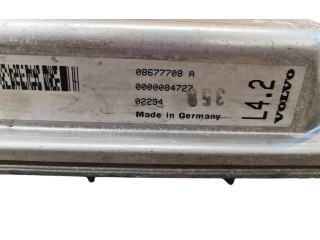 08677708 A
0000084727
02294
358
Made in Germany
L4.2
VOLVO